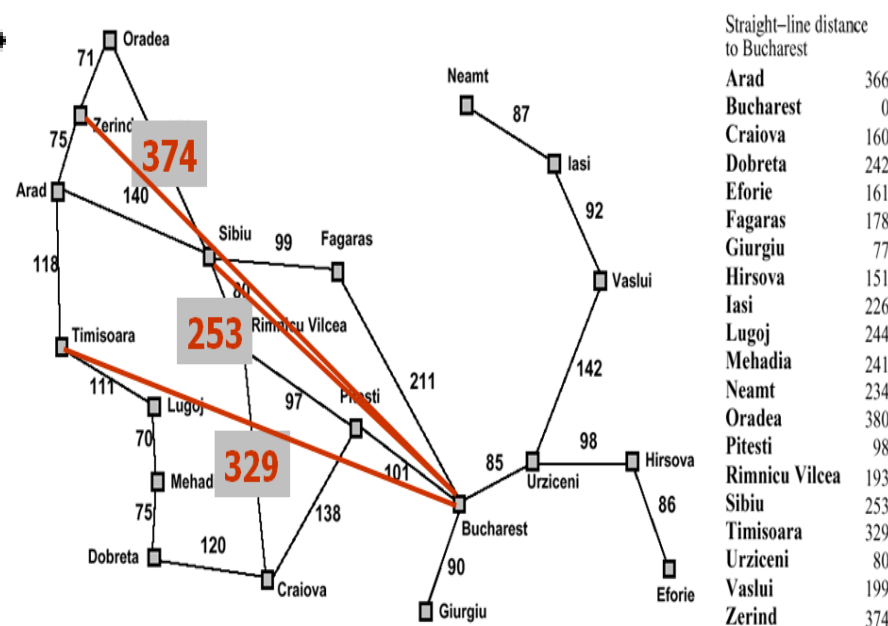 Oradea
71
Neamt
87
Zerind
75
374
Iasi
Arad
140
92
Sibiu
99
Fagaras
118
80
Vaslui
Timisoara
253
Rimnicu Vilcea
142
111
211
97
Pitesti
Lugoj
70
98
329
101
85
Hirsova
Mehad
Urziceni
75
138
86
Bucharest
120
Dobreta
90
Craiova
Eforie
Giurgiu
Straight–line distance
to Bucharest
Arad 366
Bucharest 0
Craiova 160
Dobreta 242
Eforie 161
Fagaras 178
Giurgiu 77
Hirsova 151
Iasi 226
Lugoj 244
Mehadia 241
Neamt 234
Oradea 380
Pitesti 98
Rimnicu Vilcea 193
Sibiu 253
Timisoara 329
Urziceni 80
Vaslui 199
Zerind 374